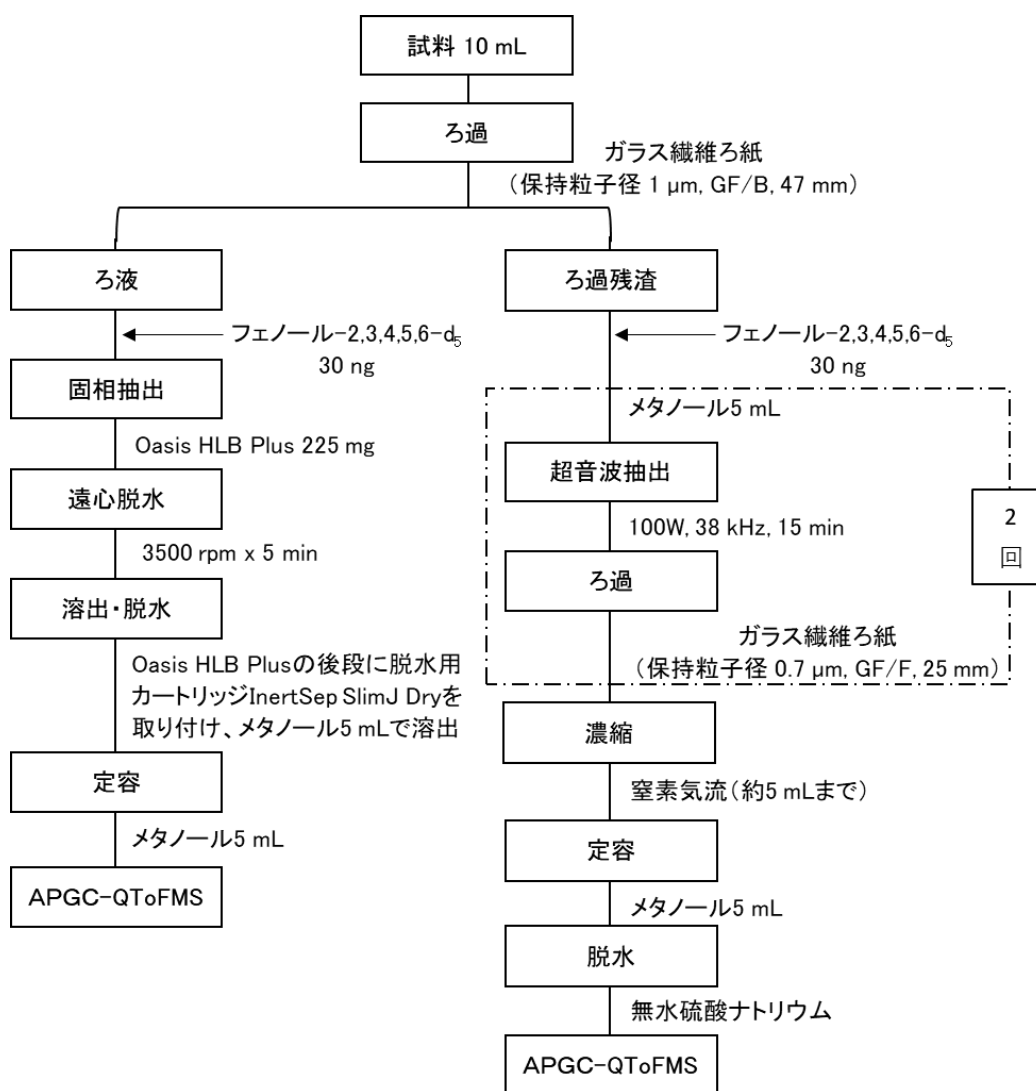 試料 10 mL
ろ過
ガラス繊維ろ紙
（保持粒子径 1 µm, GF/B, 47 mm）
ろ液
フェノール-2,3,4,5,6-d5
30 ng
固相抽出
Oasis HLB Plus 225 mg
遠心脱水
3500 rpm x 5 min
溶出・脱水
Oasis HLB Plusの後段に脱水用
カートリッジInertSep SlimJ Dryを
取り付け、メタノール5 mLで溶出
定容
メタノール5 mL
APGC-QToFMS
ろ過残渣
フェノール-2,3,4,5,6-d5
30 ng
メタノール5 mL
超音波抽出
100W, 38 kHz, 15 min
ろ過
ガラス繊維ろ紙
（保持粒子径 0.7 µm, GF/F, 25 mm）
2
回
濃縮
窒素気流（約5 mLまで）
定容
メタノール5 mL
脱水
無水硫酸ナトリウム
APGC-QToFMS